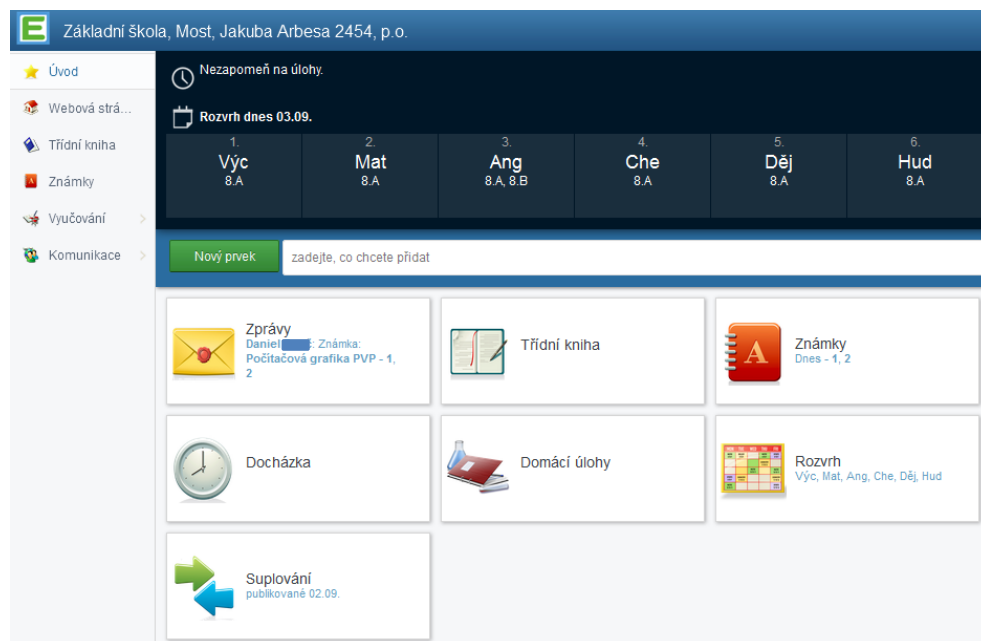 E Základní škola, Most, Jakuba Arbesa 2454, p.o.
Úvod
Webová strá...
Třídní kniha
Známky
Vyučování
Komunikace
Nezapomeň na úlohy.
Rozvrh dnes 03.09.
1. 2. 3. 4. 5. 6.
Výc Mat Ang Che Děj Hud
8.A 8.A 8.A, 8.B 8.A 8.A 8.A
Nový prvek zadejte, co chcete přidat
Zprávy
Daniel : Známka:
Počítačová grafika PVP - 1,
2
Třídní kniha
A
Známky
Dnes - 1, 2
Docházka
Domácí úlohy
Rozvrh
Výc, Mat, Ang, Che, Děj, Hud
Suplování
publikované 02.09.